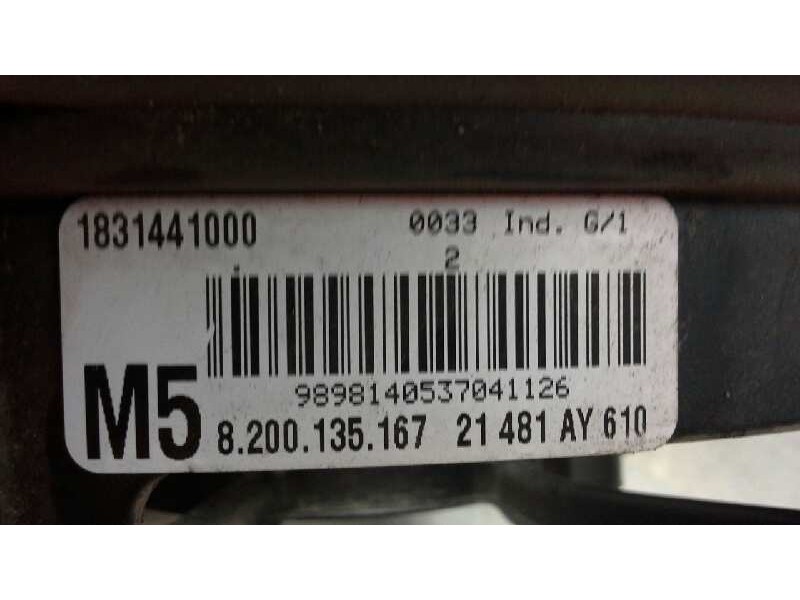 1831441000 0033 Ind. G/1
2
9898140537041126
M5 8.200.135.167 21 481 AY 610